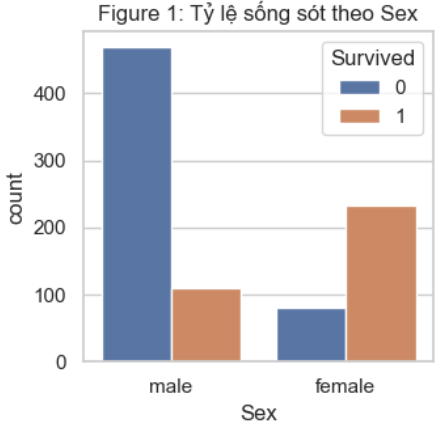 Figure 1: Tỷ lệ sống sót theo Sex
Survived
0
1
400
300
200
100
0
count
male
female
Sex